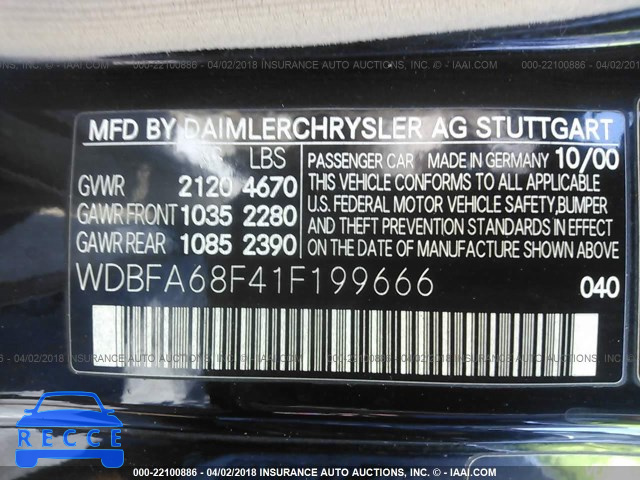 000-22100886 - 04/02/2018 INSURANCE AUTO AUCTIONS, INC. - © IAAI.COM
MFD BY DAIMLERCHRYSLER AG STUTTGART
KG LBS PASSENGER CAR MADE IN GERMANY 10/00
GVWR 2120 4670 THIS VEHICLE CONFORMS TO ALL APPLICABLE
GAWR FRONT 1035 2280 U.S. FEDERAL MOTOR VEHICLE SAFETY,BUMPER
GAWR REAR 1085 2390 AND THEFT PREVENTION STANDARDS IN EFFECT
ON THE DATE OF MANUFACTURE SHOWN ABOVE.
WDBFA68F41F199666 040
RECCE
000-22100886 - 04/02/2018 INSURANCE AUTO AUCTIONS, INC. - © IAAI.COM